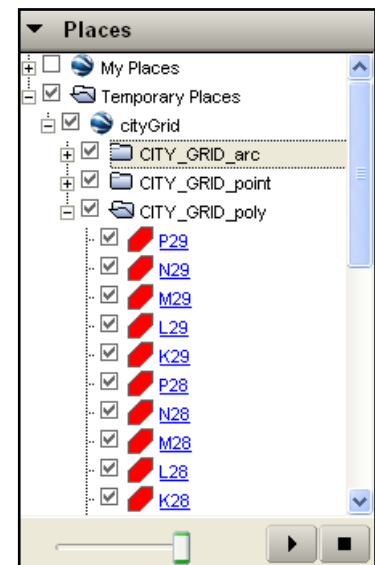 Places
My Places
Temporary Places
cityGrid
CITY_GRID_arc
CITY_GRID_point
CITY_GRID_poly
P29
N29
M29
L29
K29
P28
N28
M28
L28
K28